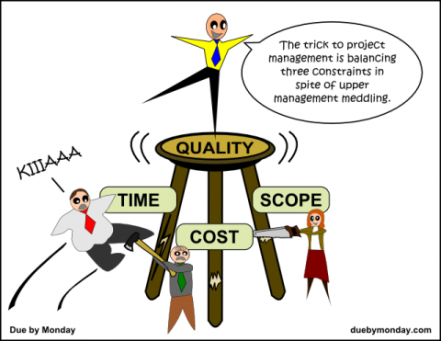 The trick to project
management is balancing
three constraints in
spite of upper
management meddling.
QUALITY
KIIIAAA
TIME
SCOPE
COST
Due by Monday
duebymonday.com